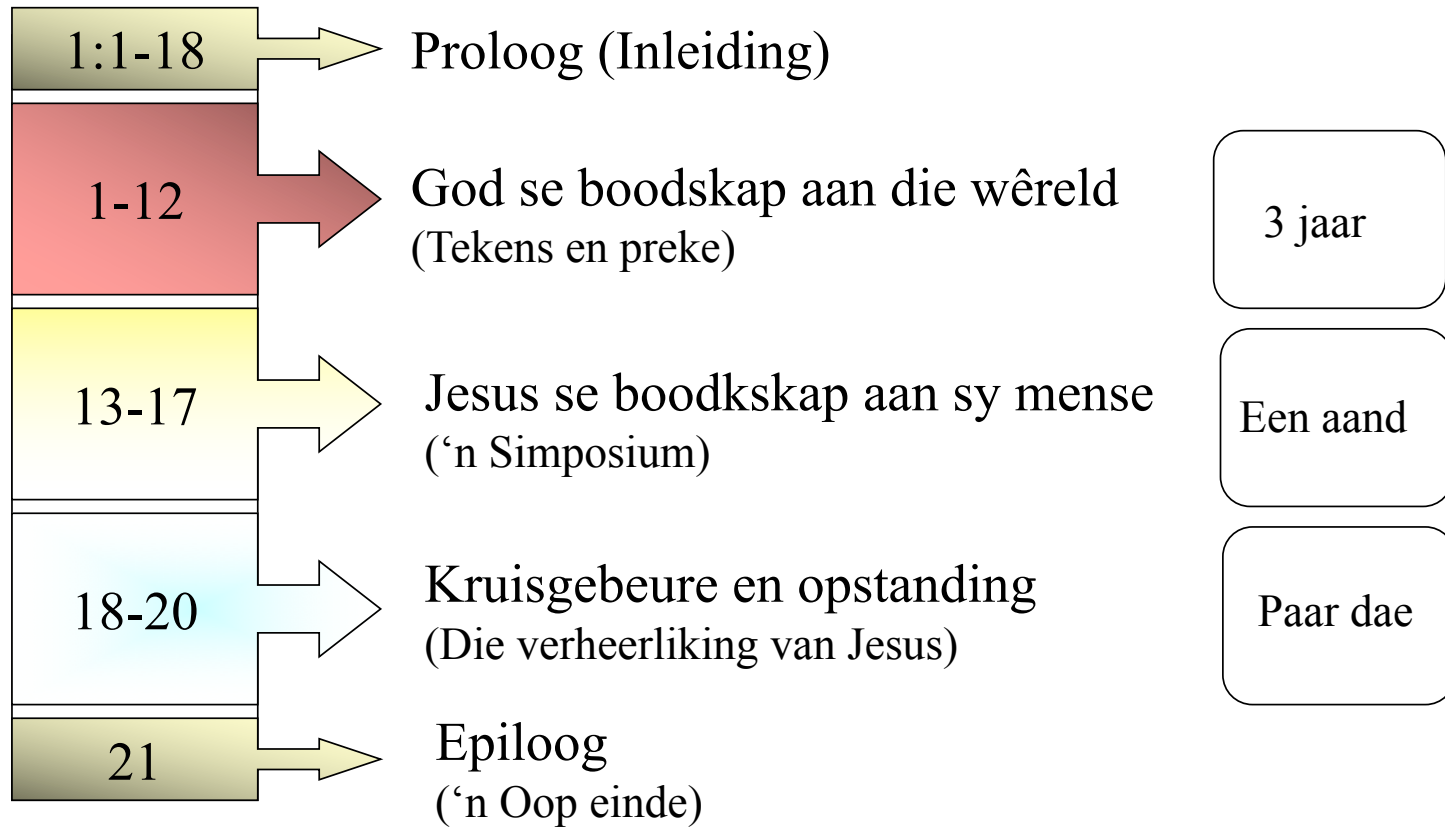 1:1-18
Proloog (Inleiding)
1-12
God se boodskap aan die wêreld
(Tekens en preke)
3 jaar
13-17
Jesus se boodkskap aan sy mense
(‘n Simposium)
Een aand
18-20
Kruisgebeure en opstanding
(Die verheerliking van Jesus)
Paar dae
21
Epiloog
(‘n Oop einde)